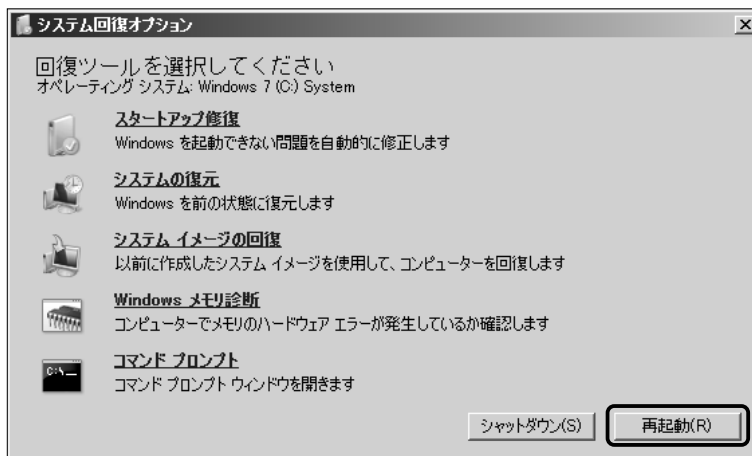 システム回復オプション
回復ツールを選択してください
オペレーティング システム: Windows 7 (C:) System
スタートアップ修復
Windows を起動できない問題を自動的に修正します
システムの復元
Windows を前の状態に復元します
システム イメージの回復
以前に作成したシステム イメージを使用して、コンピューターを回復します
Windows メモリ診断
コンピューターでメモリのハードウェア エラーが発生しているか確認します
コマンド プロンプト
C:\_
コマンド プロンプト ウィンドウを開きます
シャットダウン(S) 再起動(R)